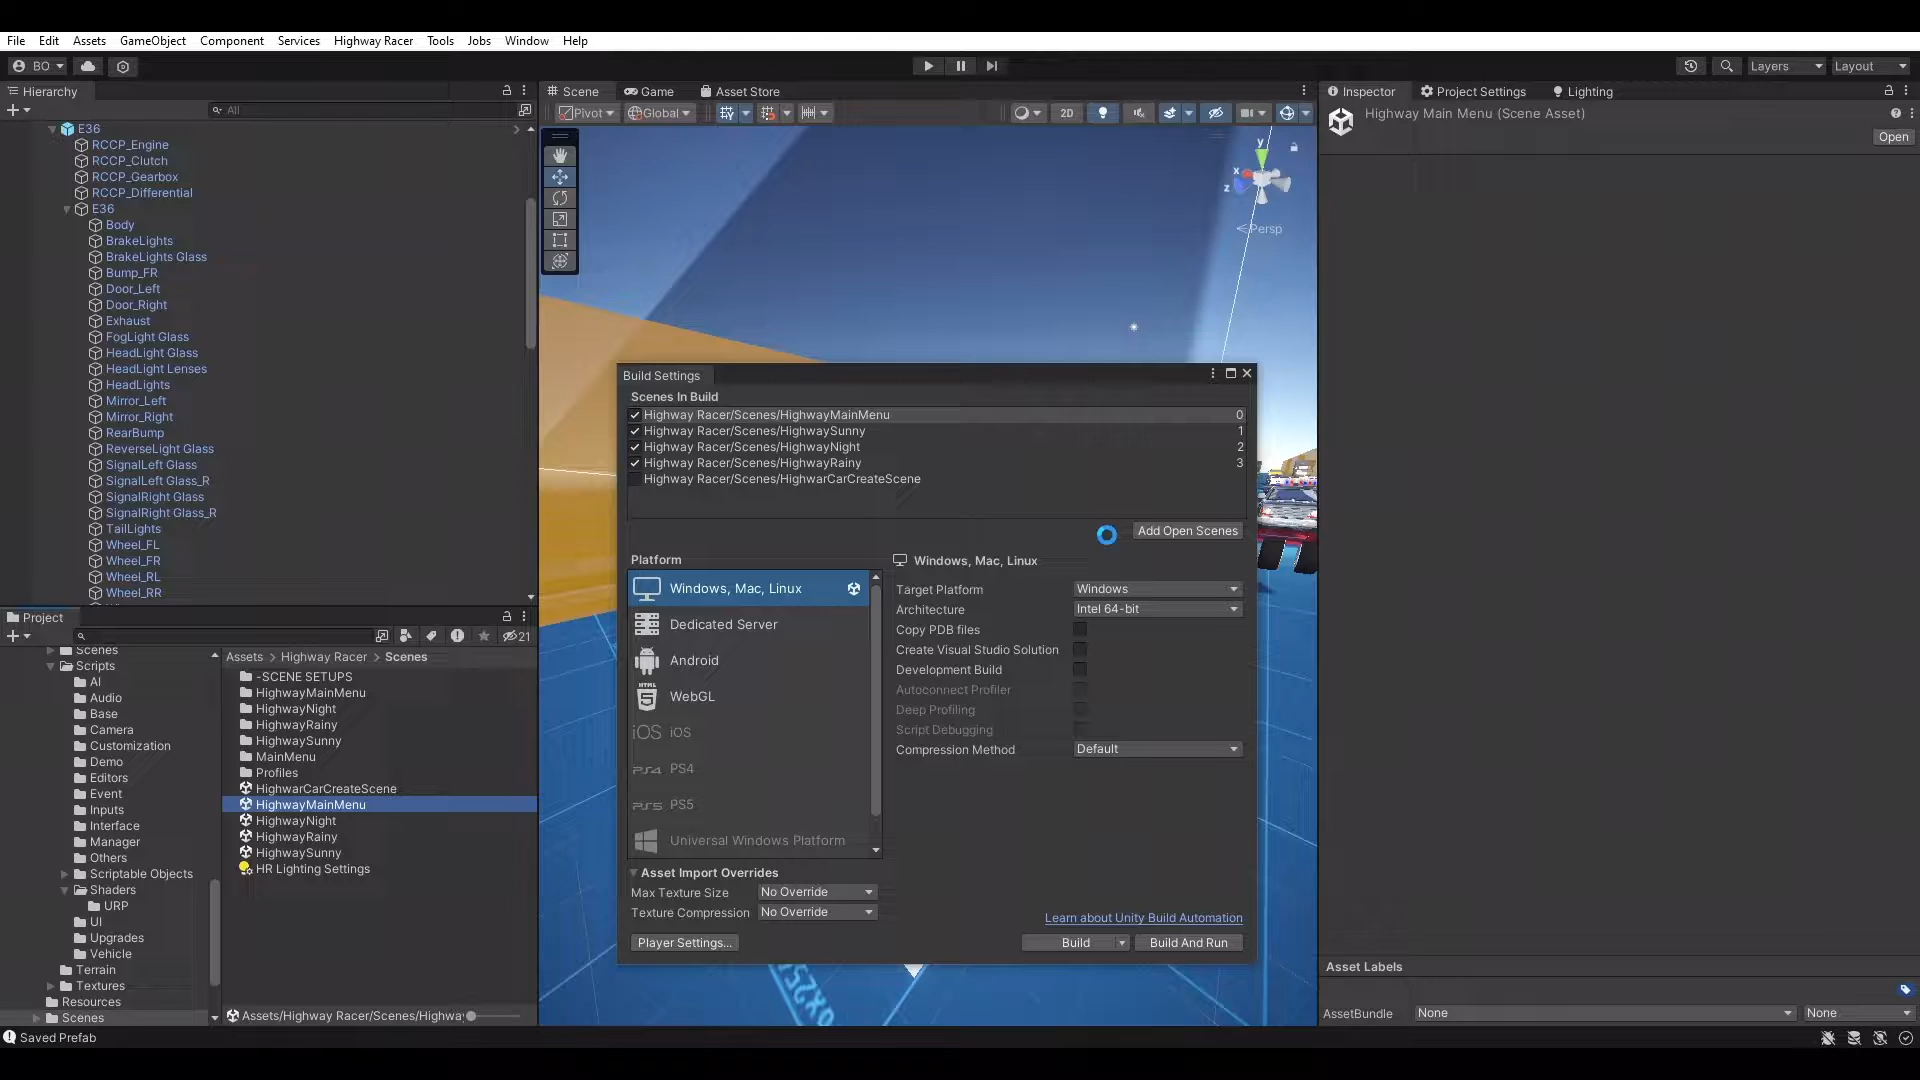 File Edit Assets GameObject Component Services Highway Racer Tools Jobs Window Help
BO Layers Layout
Hierarchy
All
E36
RCCP_Engine
RCCP_Clutch
RCCP_Gearbox
RCCP_Differential
E36
Body
BrakeLights
BrakeLights Glass
Bump_FR
Door_Left
Door_Right
Exhaust
FogLight Glass
HeadLight Glass
HeadLight Lenses
HeadLights
Mirror_Left
Mirror_Right
RearBump
ReverseLight Glass
SignalLeft Glass
SignalLeft Glass_R
SignalRight Glass
SignalRight Glass_R
TailLights
Wheel_FL
Wheel_FR
Wheel_RL
Wheel_RR
Scene Game Asset Store
Pivot Global 2D
y
x
z
Persp
Build Settings
Scenes In Build
Highway Racer/Scenes/HighwayMainMenu 0
Highway Racer/Scenes/HighwaySunny 1
Highway Racer/Scenes/HighwayNight 2
Highway Racer/Scenes/HighwayRainy 3
Highway Racer/Scenes/HighwarCarCreateScene
Add Open Scenes
Platform
Windows, Mac, Linux
Dedicated Server
Android
HTML
WebGL
iOS iOS
PS4 PS4
PS5 PS5
Universal Windows Platform
Windows, Mac, Linux
Target Platform Windows
Architecture Intel 64-bit
Copy PDB files
Create Visual Studio Solution
Development Build
Autoconnect Profiler
Deep Profiling
Script Debugging
Compression Method Default
Asset Import Overrides
Max Texture Size No Override
Texture Compression No Override
Learn about Unity Build Automation
Player Settings... Build Build And Run
Inspector Project Settings Lighting
Highway Main Menu (Scene Asset)
Open
Asset Labels
AssetBundle None None
Project
21
Scenes
Scripts
AI
Audio
Base
Camera
Customization
Demo
Editors
Event
Inputs
Interface
Manager
Others
Scriptable Objects
Shaders
URP
UI
Upgrades
Vehicle
Terrain
Textures
Resources
Scenes
Assets > Highway Racer > Scenes
-SCENE SETUPS
HighwayMainMenu
HighwayNight
HighwayRainy
HighwaySunny
MainMenu
Profiles
HighwarCarCreateScene
HighwayMainMenu
HighwayNight
HighwayRainy
HighwaySunny
HR Lighting Settings
Assets/Highway Racer/Scenes/Highwa
Saved Prefab